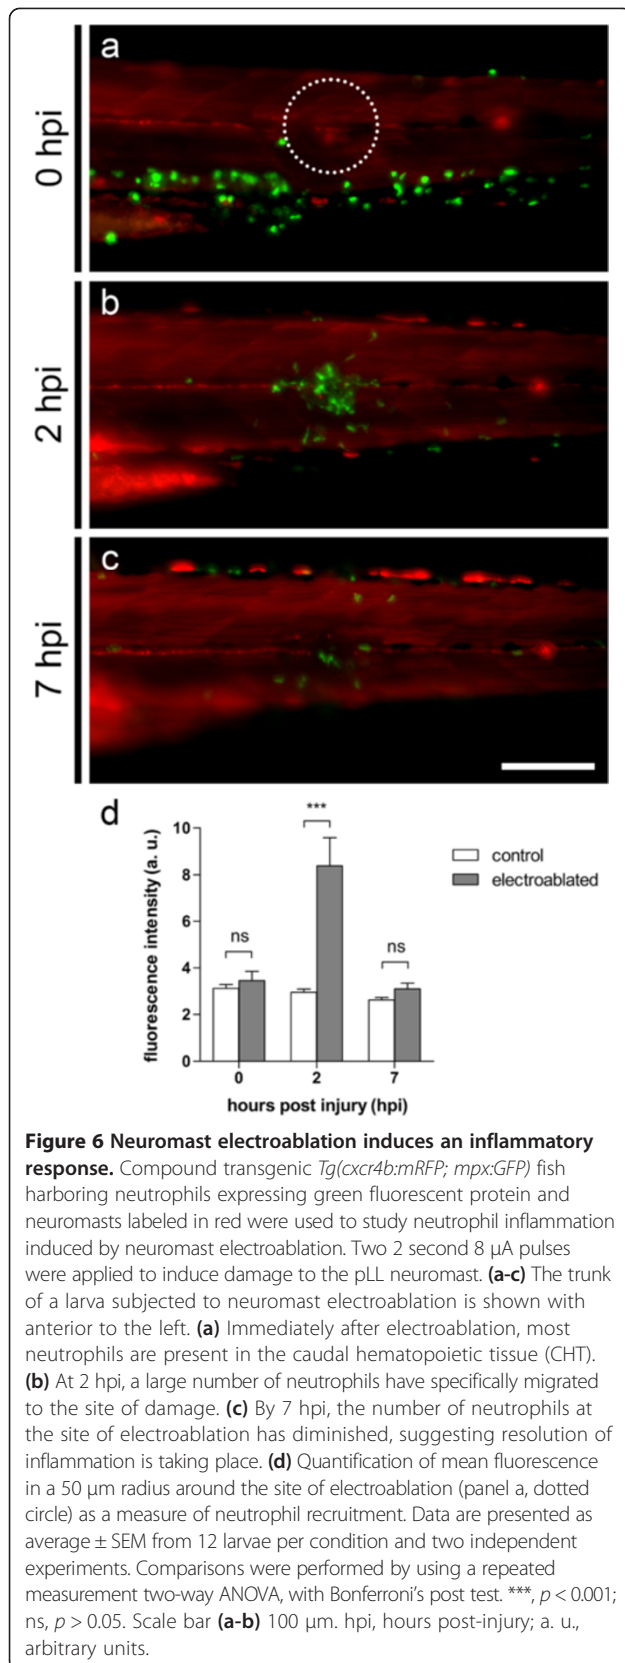 a
0 hpi
b
2 hpi
c
7 hpi
d
***
10
8
6
4
2
0
fluorescence intensity (a. u.)
ns
ns
control
electroablated
0
2
7
hours post injury (hpi)
Figure 6 Neuromast electroablation induces an inflammatory
response. Compound transgenic Tg(cxcr4b:mRFP; mpx:GFP) fish
harboring neutrophils expressing green fluorescent protein and
neuromasts labeled in red were used to study neutrophil inflammation
induced by neuromast electroablation. Two 2 second 8 μA pulses
were applied to induce damage to the pLL neuromast. (a-c) The trunk
of a larva subjected to neuromast electroablation is shown with
anterior to the left. (a) Immediately after electroablation, most
neutrophils are present in the caudal hematopoietic tissue (CHT).
(b) At 2 hpi, a large number of neutrophils have specifically migrated
to the site of damage. (c) By 7 hpi, the number of neutrophils at
the site of electroablation has diminished, suggesting resolution of
inflammation is taking place. (d) Quantification of mean fluorescence
in a 50 μm radius around the site of electroablation (panel a, dotted
circle) as a measure of neutrophil recruitment. Data are presented as
average ± SEM from 12 larvae per condition and two independent
experiments. Comparisons were performed by using a repeated
measurement two-way ANOVA, with Bonferroni's post test. ***, p < 0.001;
ns, p > 0.05. Scale bar (a-b) 100 μm. hpi, hours post-injury; a. u.,
arbitrary units.